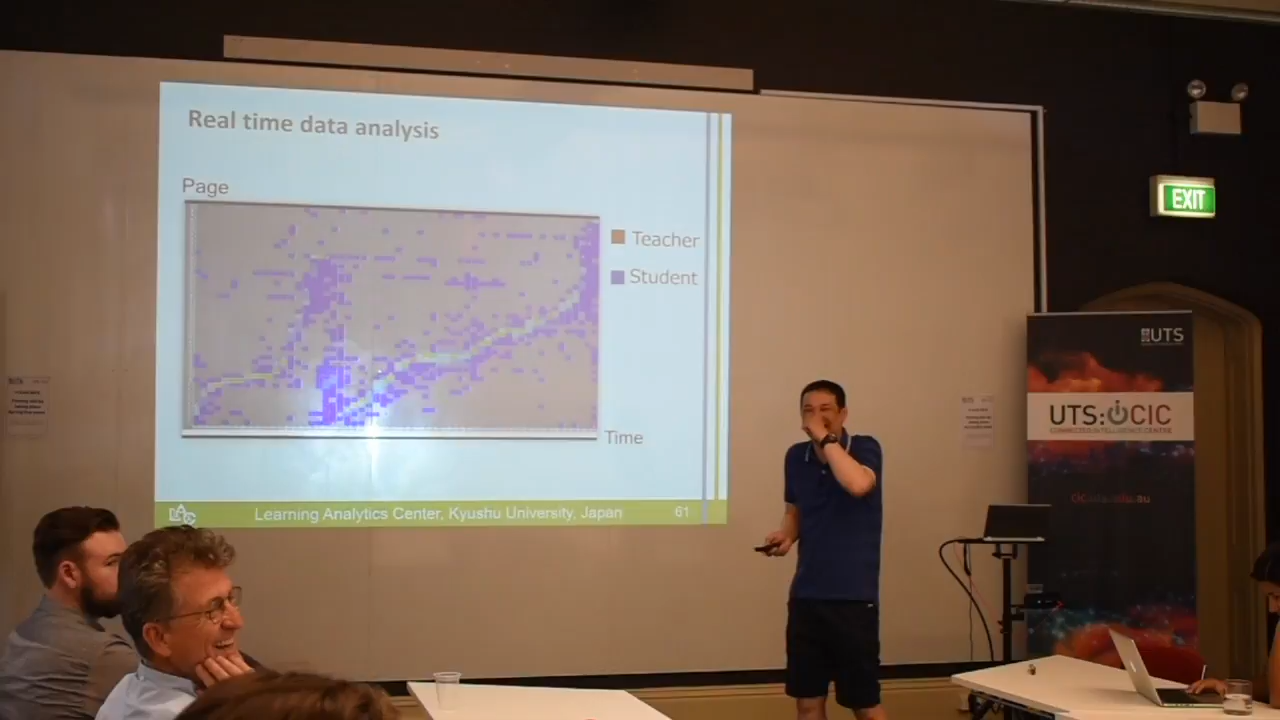 Real time data analysis
Page
Teacher
Student
Time
Learning Analytics Center, Kyushu University, Japan
61
EXIT
UTS
UTS:CIC
CONNECTED INTELLIGENCE CENTRE